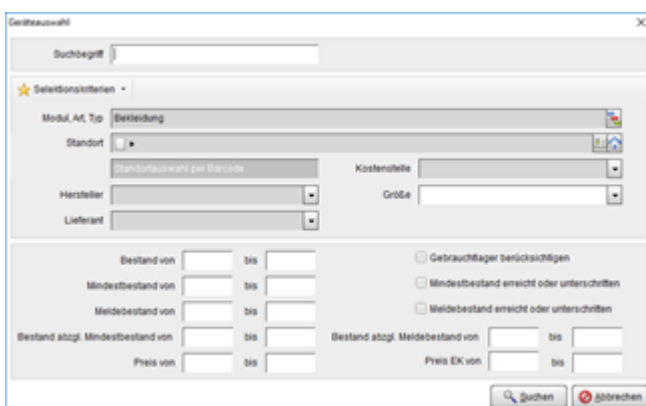 Geräteauswahl
Suchbegriff
Selektionskriterien
Modul, Art, Typ Bekleidung
Standort
Standortauswahl per Barcode Kostenstelle
Hersteller Größe
Lieferant
Bestand von bis Gebrauchtlager berücksichtigen
Mindestbestand von bis Mindestbestand erreicht oder unterschritten
Meldebestand von bis Meldebestand erreicht oder unterschritten
Bestand abzgl. Mindestbestand von bis Bestand abzgl. Meldebestand von bis
Preis von bis Preis EK von bis
Suchen Abbrechen